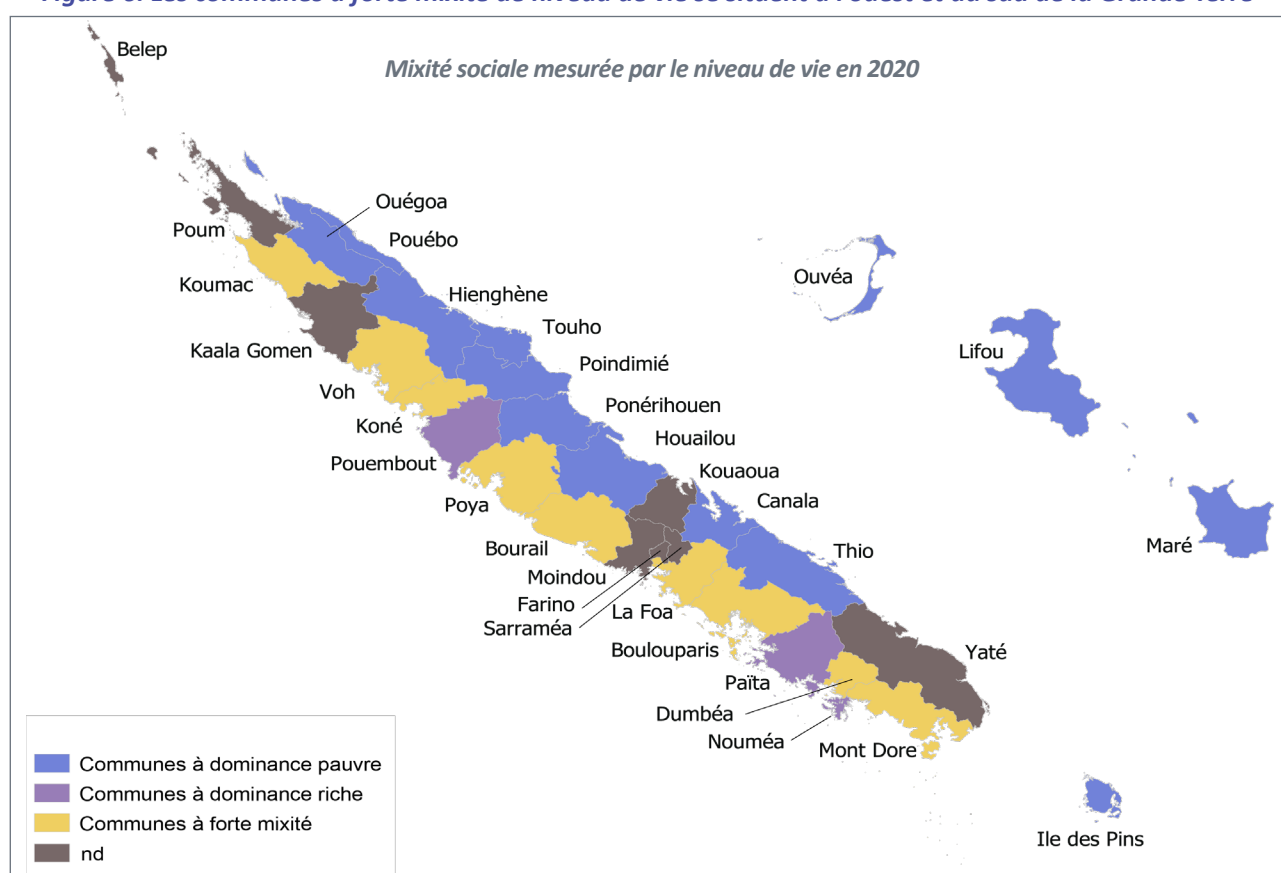 Mixité sociale mesurée par le niveau de vie en 2020
Belep
Ouégoa
Poum
Pouébo
Ouvéa
Koumac
Hienghène
Touho
Kaala Gomen
Lifou
Poindimié
Voh
Ponérihouen
Koné
Houaïlou
Pouembout
Kouaoua
Poya
Canala
Bourail
Thio
Maré
Moindou
Farino
La Foa
Sarraméa
Boulouparis
Yaté
Païta
Dumbéa
Nouméa
Mont Dore
Ile des Pins
Communes à dominance pauvre
Communes à dominance riche
Communes à forte mixité
nd